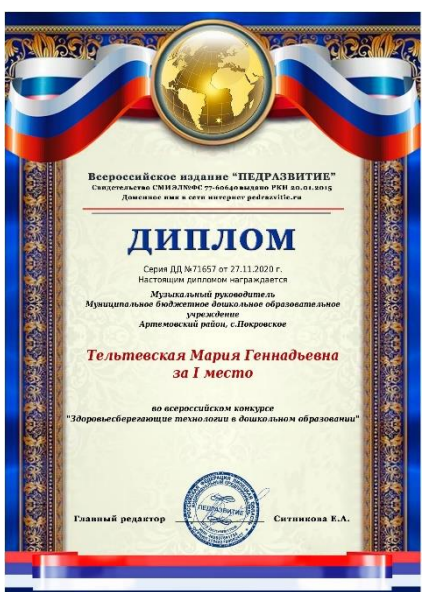 Всероссийское издание “ПЕДРАЗВИТИЕ”
Свидетельство СМИ ЭЛ№ФС 77-60640 выдано РКН 20.01.2015
Доменное имя в сети интернет pedrazvitie.ru
ДИПЛОМ
Серия ДД №71657 от 27.11.2020 г.
Настоящим дипломом награждается
Музыкальный руководитель
Муниципальное бюджетное дошкольное образовательное
учреждение
Артемовский район, с.Покровское
Тельтевская Мария Геннадьевна
за I место
во всероссийском конкурсе
"Здоровьесберегающие технологии в дошкольном образовании"
ПЕДРАЗВИТИЕ
Главный редактор
Ситникова Е.А.